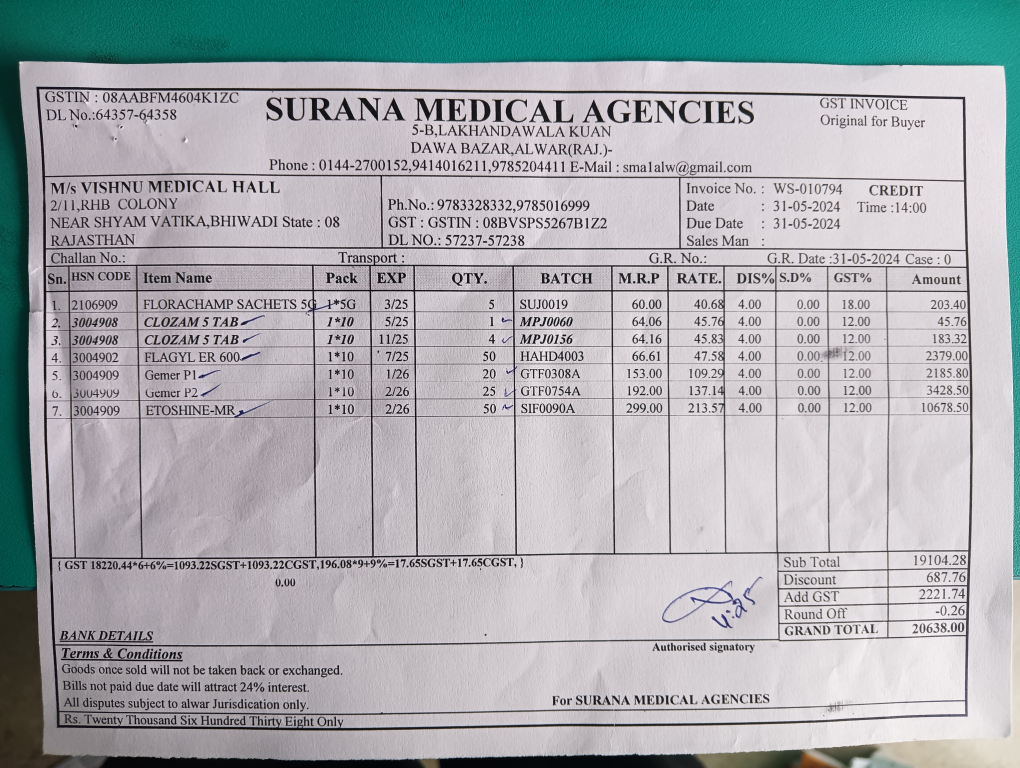 GSTIN : 08AABFM4604K1ZC
DL No.:64357-64358
SURANA MEDICAL AGENCIES
5-B,LAKHANDAWALA KUAN
DAWA BAZAR,ALWAR(RAJ.)-
Phone : 0144-2700152,9414016211,9785204411 E-Mail : sma1alw@gmail.com
GST INVOICE
Original for Buyer
M/s VISHNU MEDICAL HALL
2/11,RHB COLONY
NEAR SHYAM VATIKA,BHIWADI State : 08
RAJASTHAN
Ph.No.: 9783328332,9785016999
GST : GSTIN : 08BVSPS5267B1Z2
DL NO.: 57237-57238
Invoice No. : WS-010794 CREDIT
Date : 31-05-2024 Time :14:00
Due Date : 31-05-2024
Sales Man :
Challan No.: Transport : G.R. No.: G.R. Date :31-05-2024 Case : 0
Sn. HSN CODE Item Name Pack EXP QTY. BATCH M.R.P RATE. DIS% S.D% GST% Amount
1. 2106909 FLORACHAMP SACHETS 5G 1*5G 3/25 5 SUJ0019 60.00 40.68 4.00 0.00 18.00 203.40
2. 3004908 CLOZAM 5 TAB 1*10 5/25 1 MPJ0060 64.06 45.76 4.00 0.00 12.00 45.76
3. 3004908 CLOZAM 5 TAB 1*10 11/25 4 MPJ0156 64.16 45.83 4.00 0.00 12.00 183.32
4. 3004902 FLAGYL ER 600 1*10 7/25 50 HAHD4003 66.61 47.58 4.00 0.00 12.00 2379.00
5. 3004909 Gemer P1 1*10 1/26 20 GTF0308A 153.00 109.29 4.00 0.00 12.00 2185.80
6. 3004909 Gemer P2 1*10 2/26 25 GTF0754A 192.00 137.14 4.00 0.00 12.00 3428.50
7. 3004909 ETOSHINE-MR 1*10 2/26 50 SIF0090A 299.00 213.57 4.00 0.00 12.00 10678.50
{ GST 18220.44*6+6%=1093.22SGST+1093.22CGST,196.08*9+9%=17.65SGST+17.65CGST, }
0.00
Sub Total 19104.28
Discount 687.76
Add GST 2221.74
Round Off -0.26
GRAND TOTAL 20638.00
BANK DETAILS
Authorised signatory
Terms & Conditions
Goods once sold will not be taken back or exchanged.
Bills not paid due date will attract 24% interest.
All disputes subject to alwar Jurisdication only.
For SURANA MEDICAL AGENCIES
Rs. Twenty Thousand Six Hundred Thirty Eight Only